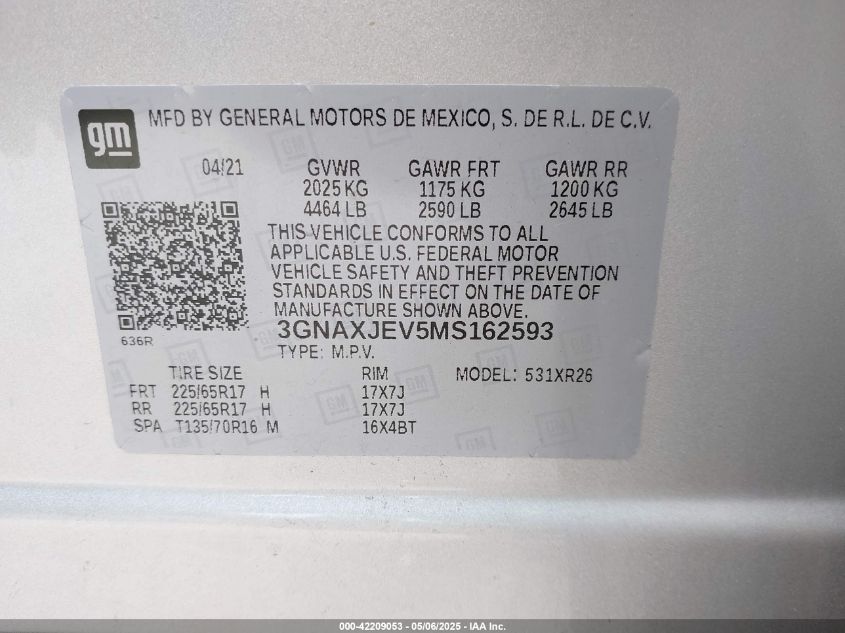 gm
MFD BY GENERAL MOTORS DE MEXICO, S. DE R.L. DE C.V.
04/21 GVWR GAWR FRT GAWR RR
2025 KG 1175 KG 1200 KG
4464 LB 2590 LB 2645 LB
THIS VEHICLE CONFORMS TO ALL
APPLICABLE U.S. FEDERAL MOTOR
VEHICLE SAFETY AND THEFT PREVENTION
STANDARDS IN EFFECT ON THE DATE OF
MANUFACTURE SHOWN ABOVE.
636R
3GNAXJEV5MS162593
TYPE: M.P.V.
TIRE SIZE RIM MODEL: 531XR26
FRT 225/65R17 H 17X7J
RR 225/65R17 H 17X7J
SPA T135/70R16 M 16X4BT
000-42209053 - 05/06/2025 - IAA Inc.